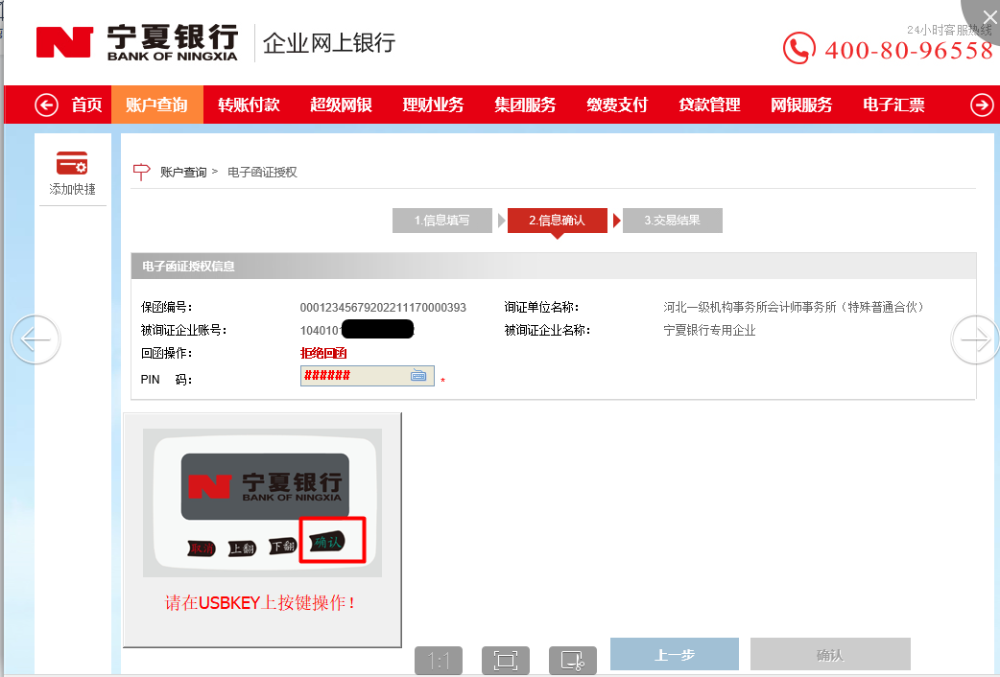 宁夏银行
BANK OF NINGXIA
企业网上银行
24小时客服热线
400-80-96558
首页 账户查询 转账付款 超级网银 理财业务 集团服务 缴费支付 贷款管理 网银服务 电子汇票
添加快捷
账户查询 > 电子函证授权
1.信息填写 2.信息确认 3.交易结果
电子函证授权信息
保函编号: 00012345679202211170000393 询证单位名称: 河北一级机构事务所会计师事务所（特殊普通合伙）
被询证企业账号: 1040101 被询证企业名称: 宁夏银行专用企业
回函操作: 拒绝回函
PIN 码: ###### *
宁夏银行
BANK OF NINGXIA
取消 上翻 下翻 确认
请在USBKEY上按键操作！
1:1
上一步 确认